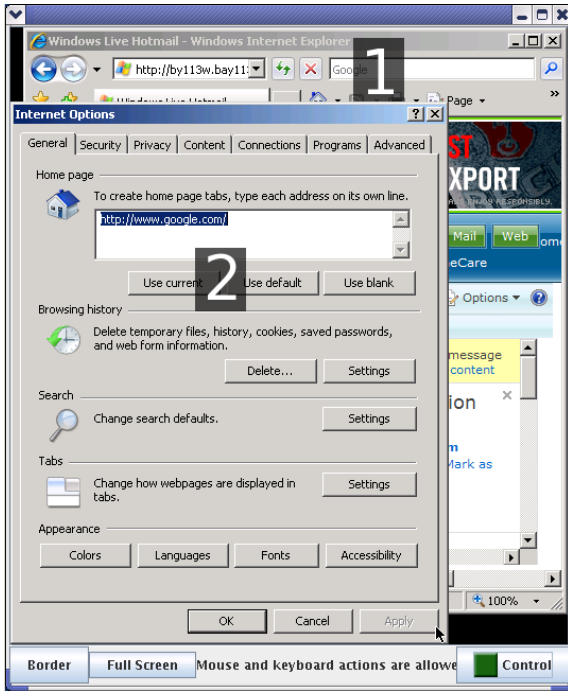 Windows Live Hotmail - Windows Internet Explorer
1
http://by113w.bay11
Google
Windows Live Hotmail
Page
»
Internet Options
General Security Privacy Content Connections Programs Advanced
XPORT
Home page
To create home page tabs, type each address on its own line.
http://www.google.com/
Mail Web
eCare
2
Use current Use default Use blank
Options
Browsing history
Delete temporary files, history, cookies, saved passwords,
and web form information.
message
content
Delete... Settings
Search
ion
Change search defaults.
Settings
Mark as
Tabs
Change how webpages are displayed in
tabs.
Settings
Appearance
Colors Languages Fonts Accessibility
100%
OK Cancel Apply
Border Full Screen Mouse and keyboard actions are allowe Control